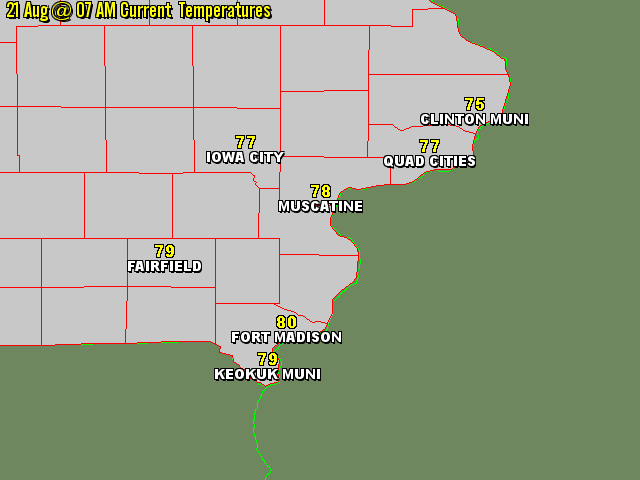 21 Aug @ 07 AM Current Temperatures
75
CLINTON MUNI
77
IOWA CITY
77
QUAD CITIES
78
MUSCATINE
79
FAIRFIELD
80
FORT MADISON
79
KEOKUK MUNI